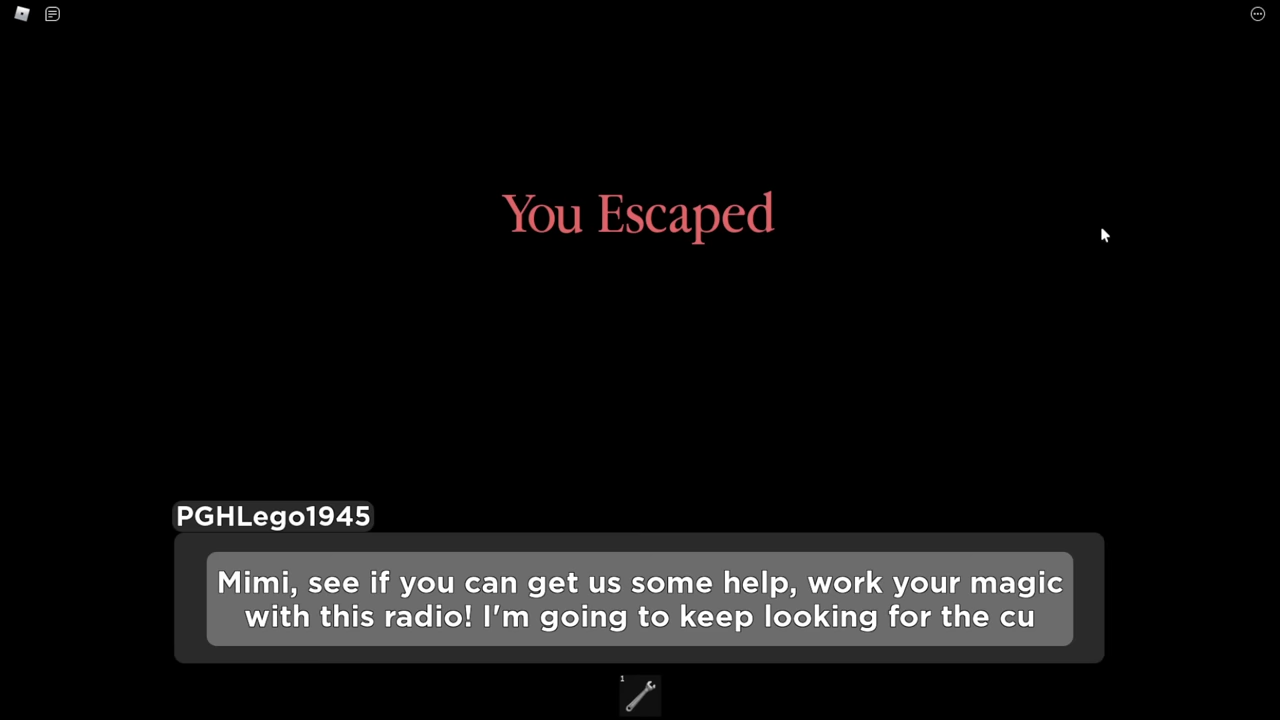 You Escaped
PGHLego1945
Mimi, see if you can get us some help, work your magic
with this radio! I'm going to keep looking for the cu
1